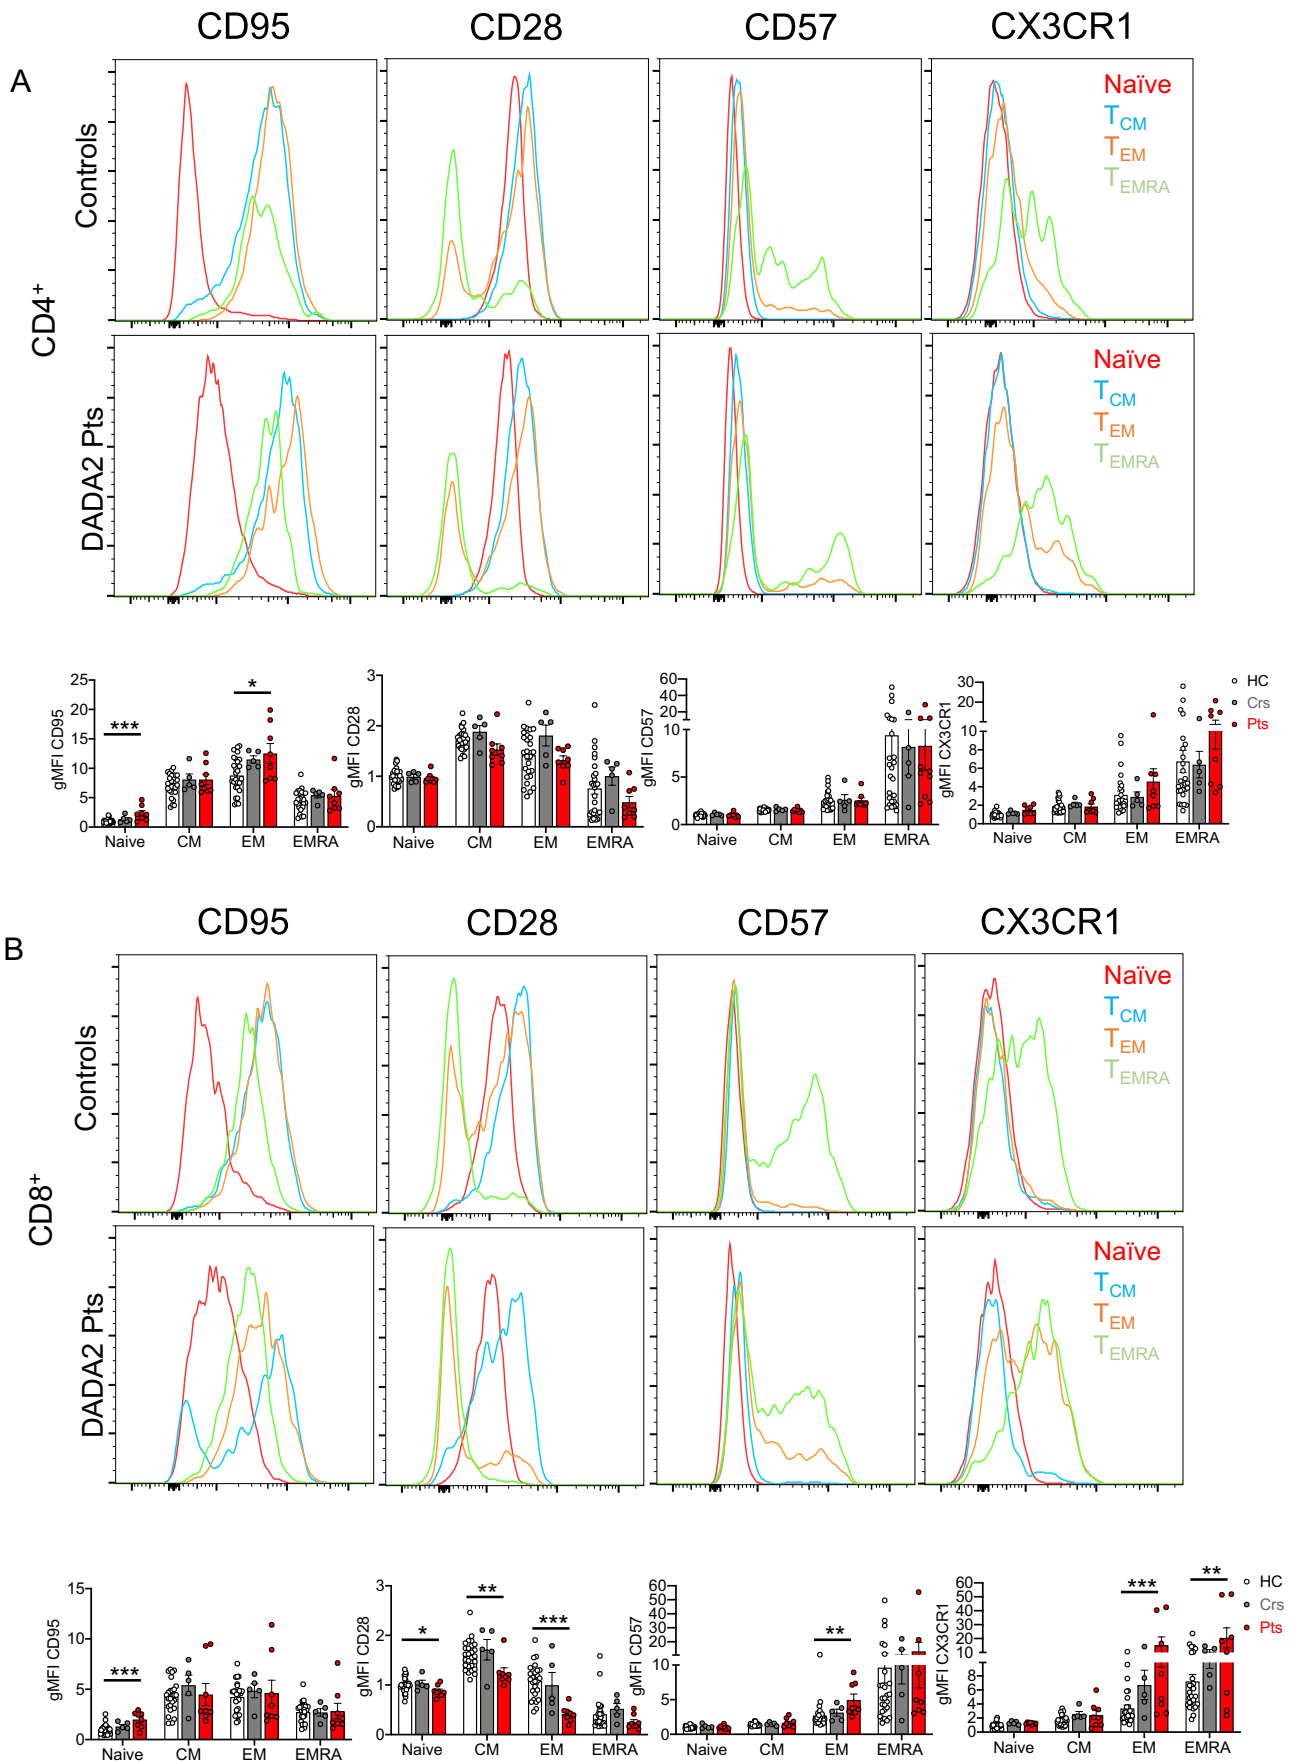 CD95 CD28 CD57 CX3CR1
A
Controls
Naïve
TCM
TEM
TEMRA
CD4+
DADA2 Pts
Naïve
TCM
TEM
TEMRA
gMFI CD95
25
20
15
10
5
0
***
*
Naive CM EM EMRA
gMFI CD28
3
2
1
0
Naive CM EM EMRA
gMFI CD57
60
40
20
10
5
0
Naive CM EM EMRA
gMFI CX3CR1
30
20
10
8
6
4
2
0
Naive CM EM EMRA
HC
Crs
Pts
CD95 CD28 CD57 CX3CR1
B
Controls
Naïve
TCM
TEM
TEMRA
CD8+
DADA2 Pts
Naïve
TCM
TEM
TEMRA
gMFI CD95
15
10
5
0
***
Naive CM EM EMRA
gMFI CD28
3
2
1
0
*
**
***
Naive CM EM EMRA
gMFI CD57
60
50
40
30
20
10
5
0
**
Naive CM EM EMRA
gMFI CX3CR1
60
50
40
30
20
10
8
6
4
2
0
***
**
Naive CM EM EMRA
HC
Crs
Pts